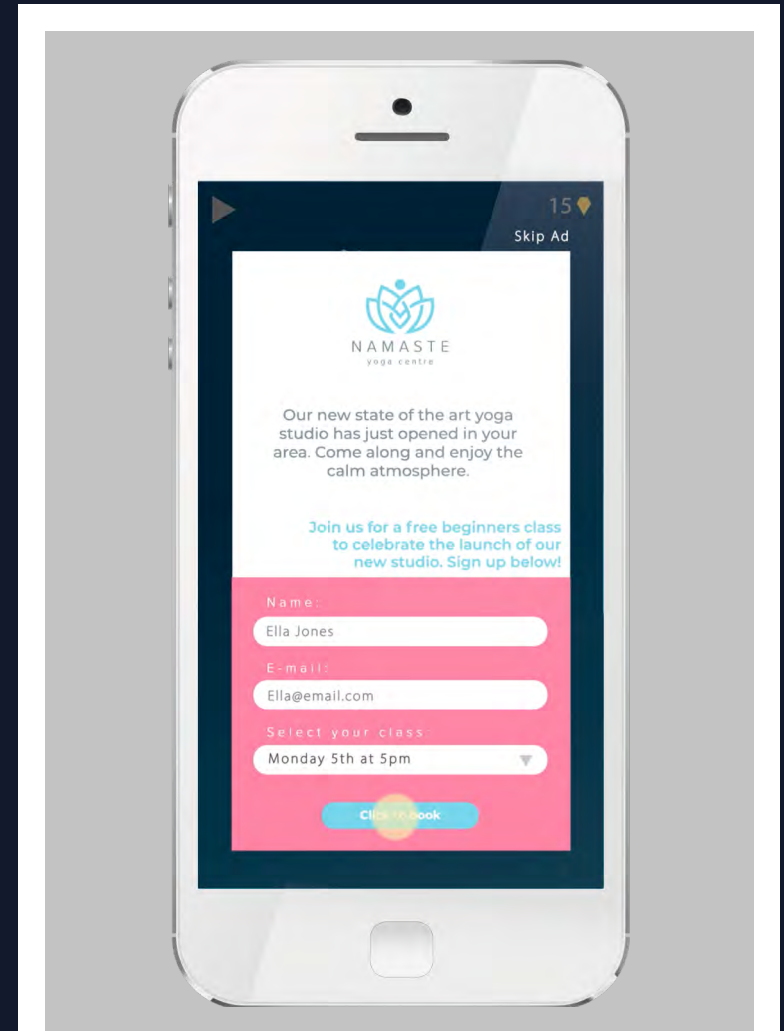 15
Skip Ad
NAMASTE
yoga centre
Our new state of the art yoga
studio has just opened in your
area. Come along and enjoy the
calm atmosphere.
Join us for a free beginners class
to celebrate the launch of our
new studio. Sign up below!
Name:
Ella Jones
E-mail:
Ella@email.com
Select your class:
Monday 5th at 5pm
Click to book